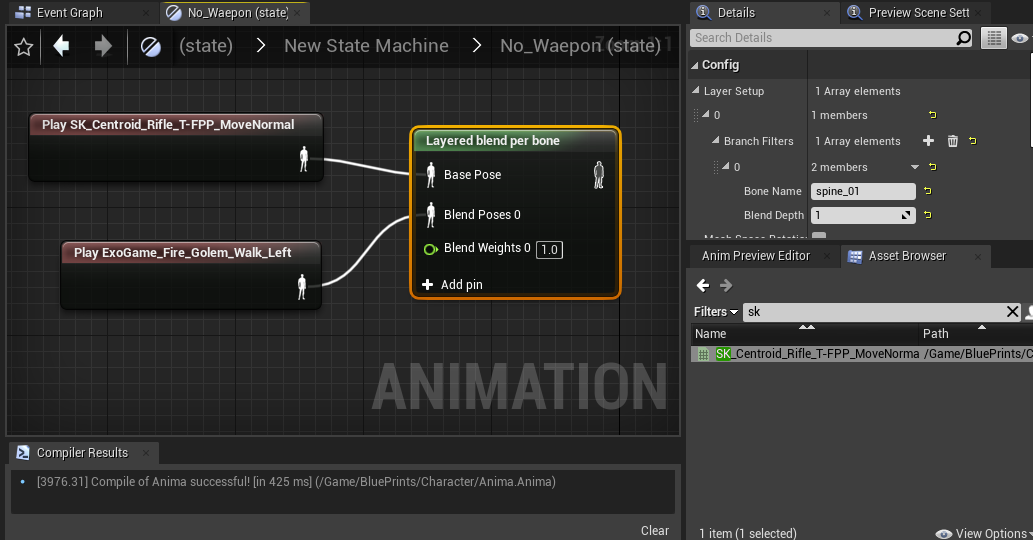 Event Graph
No_Waepon (state)
(state) > New State Machine > No_Waepon (state)
Play SK_Centroid_Rifle_T-FPP_MoveNormal
Play ExoGame_Fire_Golem_Walk_Left
Layered blend per bone
Base Pose
Blend Poses 0
Blend Weights 0 1.0
Add pin
ANIMATION
Compiler Results
[3976.31] Compile of Anima successful! [in 425 ms] (/Game/BluePrints/Character/Anima.Anima)
Clear
Details
Preview Scene Sett
Search Details
Config
Layer Setup 1 Array elements
0 1 members
Branch Filters 1 Array elements
0 2 members
Bone Name spine_01
Blend Depth 1
Anim Preview Editor
Asset Browser
Filters sk
Name Path
SK_Centroid_Rifle_T-FPP_MoveNorma /Game/BluePrints/C
1 item (1 selected) View Options